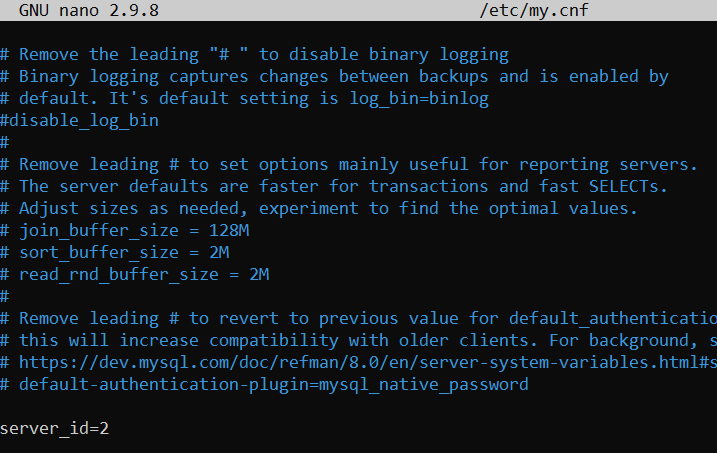 GNU nano 2.9.8 /etc/my.cnf
# Remove the leading "# " to disable binary logging
# Binary logging captures changes between backups and is enabled by
# default. It's default setting is log_bin=binlog
#disable_log_bin
#
# Remove leading # to set options mainly useful for reporting servers.
# The server defaults are faster for transactions and fast SELECTs.
# Adjust sizes as needed, experiment to find the optimal values.
# join_buffer_size = 128M
# sort_buffer_size = 2M
# read_rnd_buffer_size = 2M
#
# Remove leading # to revert to previous value for default_authenticatio
# this will increase compatibility with older clients. For background, s
# https://dev.mysql.com/doc/refman/8.0/en/server-system-variables.html#s
# default-authentication-plugin=mysql_native_password
server_id=2